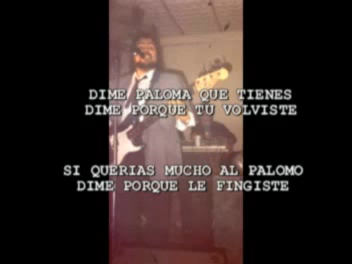 DIME PALOMA QUE TIENES
DIME PORQUE TU VOLVISTE
SI QUERIAS MUCHO AL PALOMO
DIME PORQUE LE FINGISTE